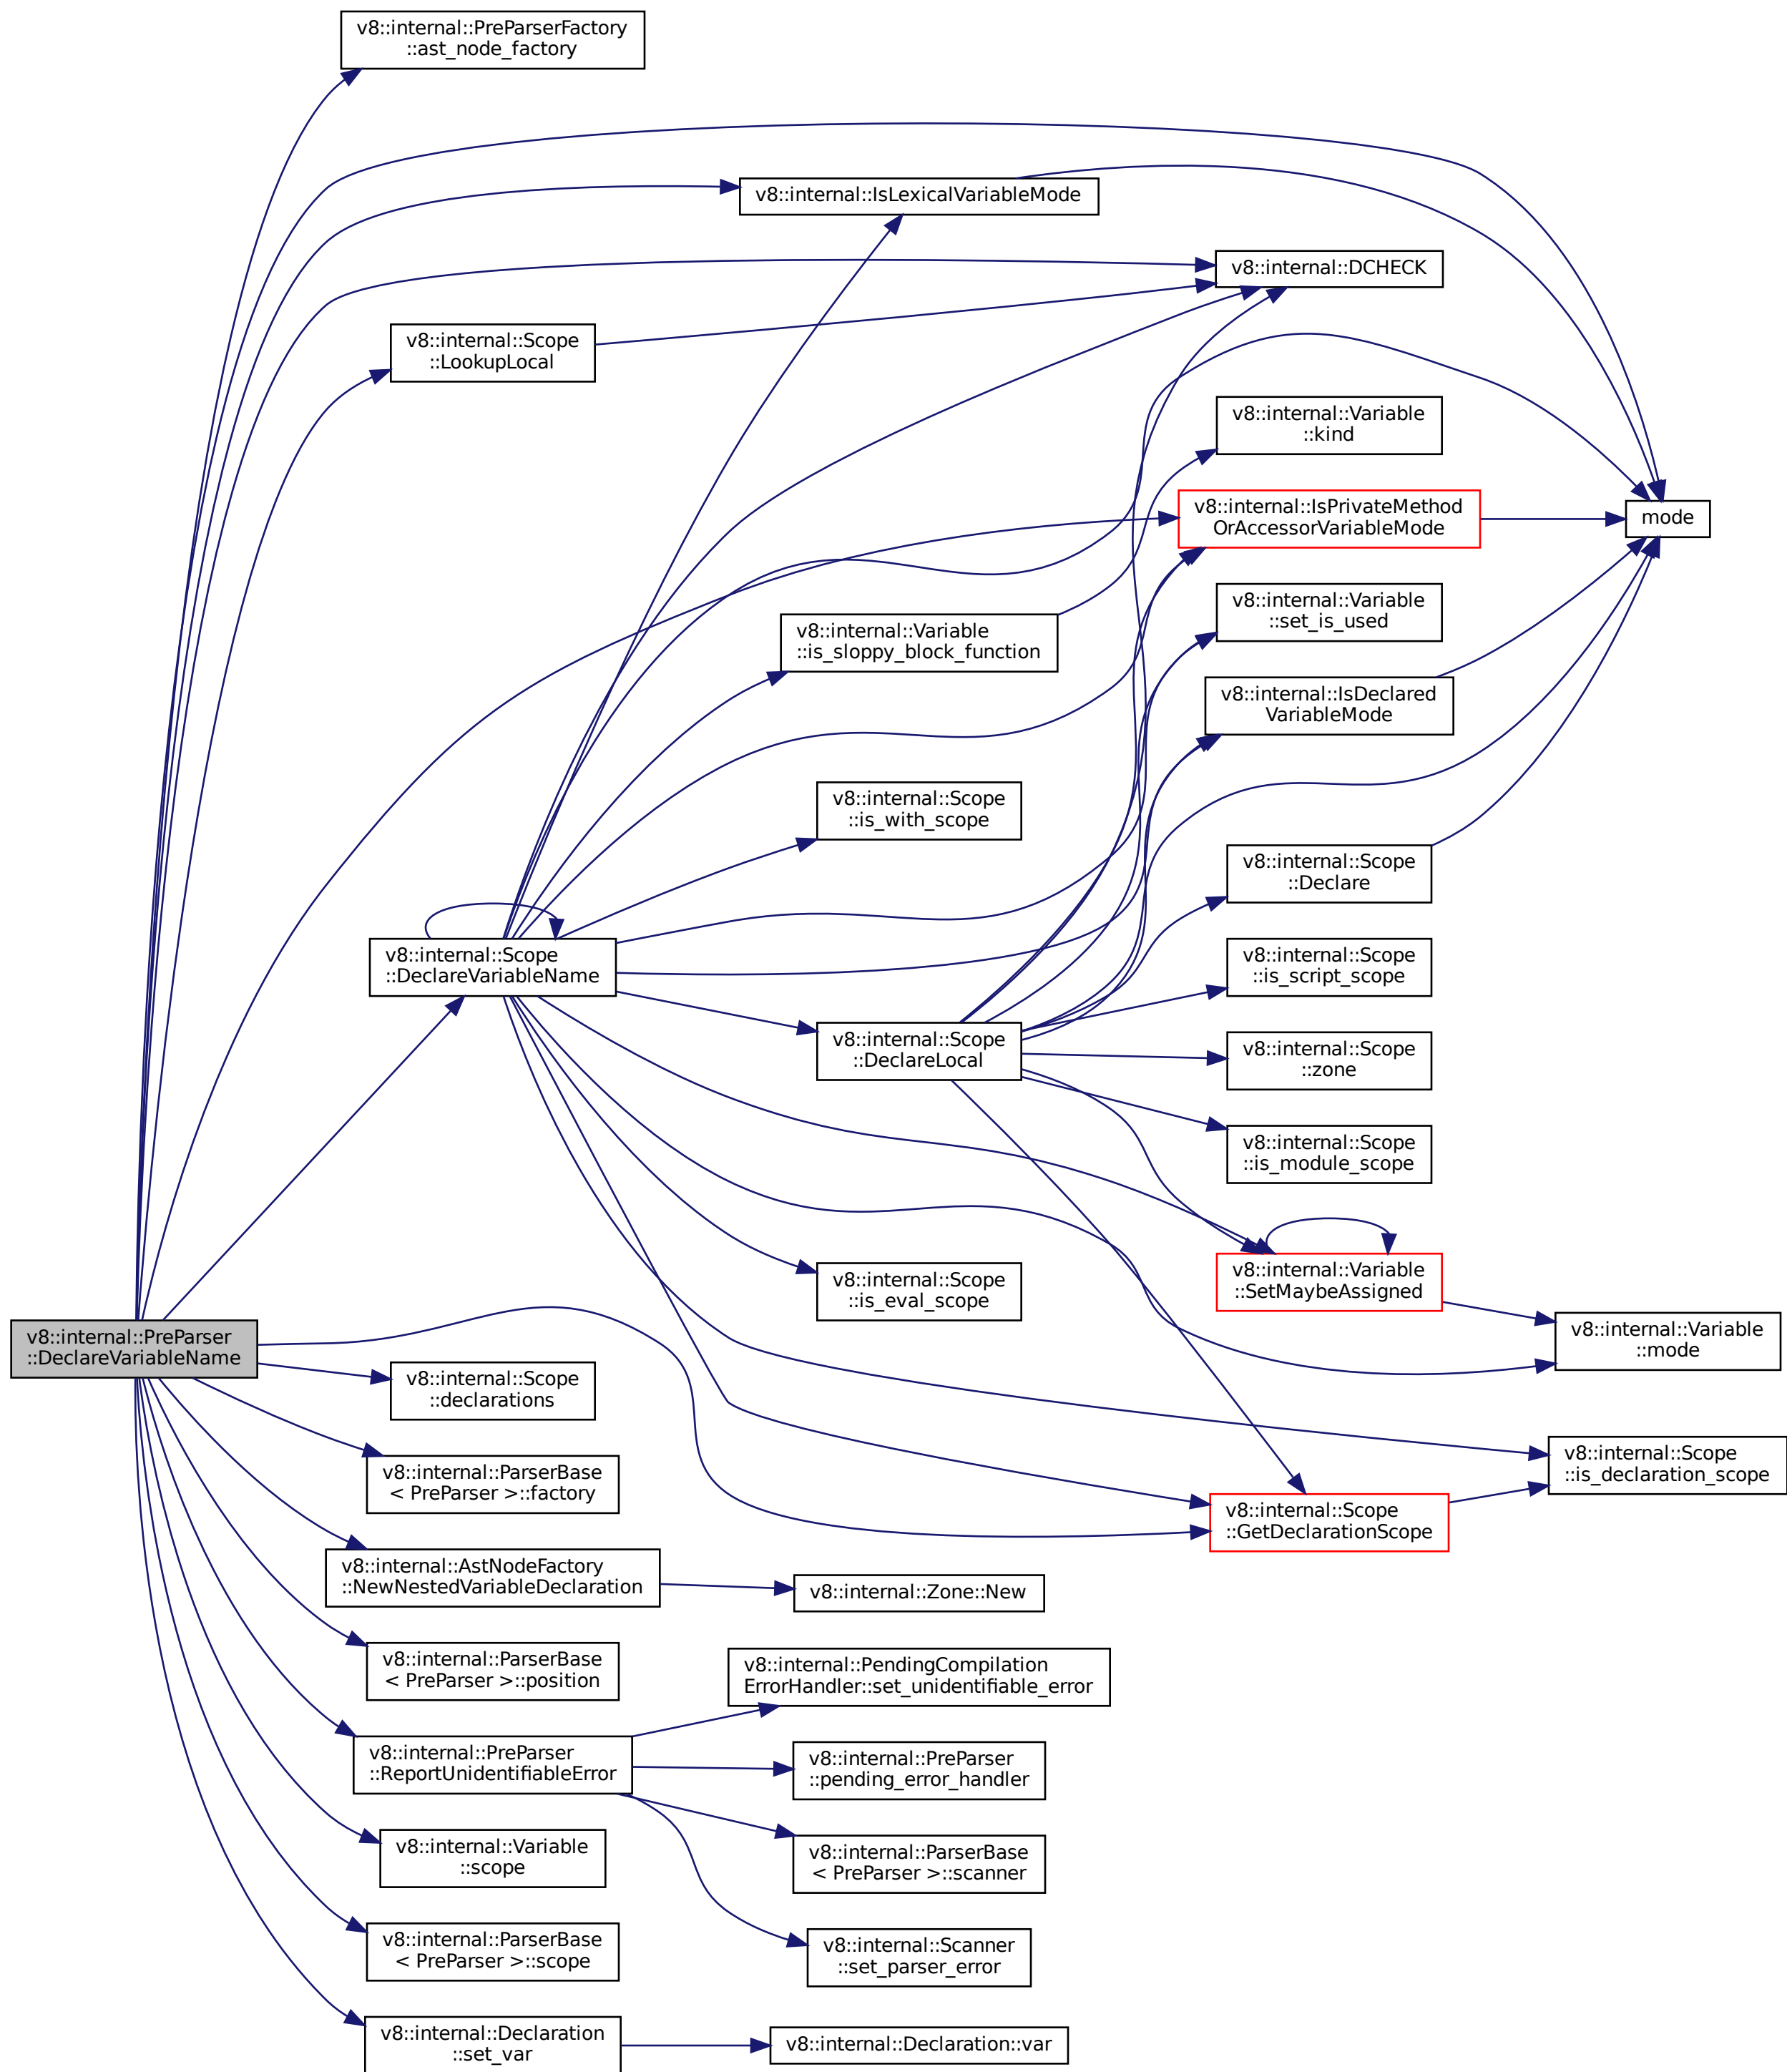 v8::internal::PreParserFactory
::ast_node_factory
v8::internal::IsLexicalVariableMode
v8::internal::DCHECK
v8::internal::Scope
::LookupLocal
v8::internal::Variable
::kind
v8::internal::IsPrivateMethod
OrAccessorVariableMode
mode
v8::internal::Variable
::set_is_used
v8::internal::Variable
::is_sloppy_block_function
v8::internal::IsDeclared
VariableMode
v8::internal::Scope
::is_with_scope
v8::internal::Scope
::Declare
v8::internal::Scope
::DeclareVariableName
v8::internal::Scope
::is_script_scope
v8::internal::Scope
::DeclareLocal
v8::internal::Scope
::zone
v8::internal::Scope
::is_module_scope
v8::internal::Scope
::is_eval_scope
v8::internal::Variable
::SetMaybeAssigned
v8::internal::Variable
::mode
v8::internal::PreParser
::DeclareVariableName
v8::internal::Scope
::declarations
v8::internal::Scope
::is_declaration_scope
v8::internal::ParserBase
< PreParser >::factory
v8::internal::Scope
::GetDeclarationScope
v8::internal::AstNodeFactory
::NewNestedVariableDeclaration
v8::internal::Zone::New
v8::internal::ParserBase
< PreParser >::position
v8::internal::PendingCompilation
ErrorHandler::set_unidentifiable_error
v8::internal::PreParser
::ReportUnidentifiableError
v8::internal::PreParser
::pending_error_handler
v8::internal::Variable
::scope
v8::internal::ParserBase
< PreParser >::scanner
v8::internal::ParserBase
< PreParser >::scope
v8::internal::Scanner
::set_parser_error
v8::internal::Declaration
::set_var
v8::internal::Declaration::var